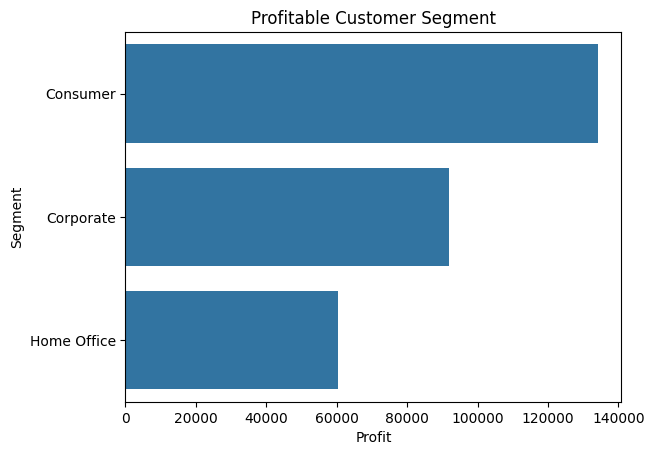 Profitable Customer Segment
Consumer
Corporate
Home Office
Segment
0 20000 40000 60000 80000 100000 120000 140000
Profit